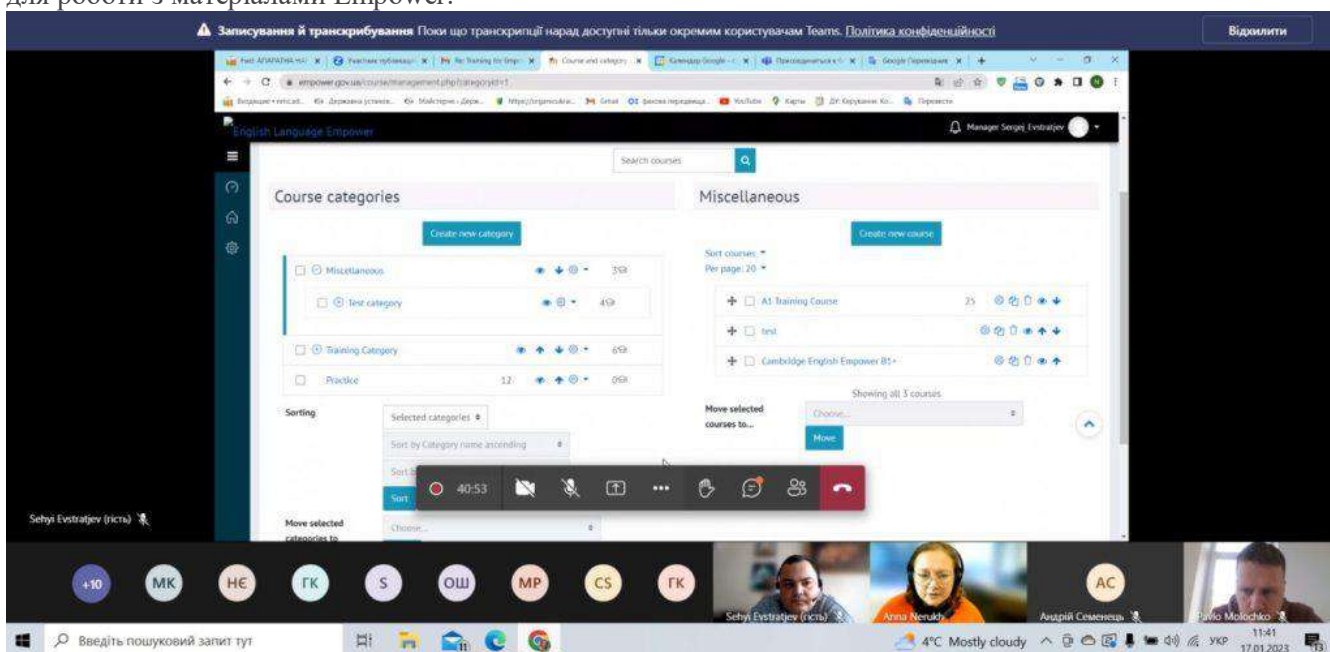 для роботи з матеріалами Empower.
Записування й транскрибування Поки що транскрипції нарад доступні тільки окремим користувачам Teams. Політика конфіденційності
Відхилити
Course and category
empower.gov.ua/course/management.php?categoryid=1
YouTube
Карти
English Language Empower
Manager Sergej Evstratjev
Search courses
Course categories
Miscellaneous
Create new category
Create new course
Sort courses
Per page: 20
Miscellaneous
3
Test category
4
Training Category
6
Practice
12
0
A1 Training Course
25
test
Cambridge English Empower B1+
Showing all 3 courses
Sorting
Selected categories
Sort by Category name ascending
Sort
Move selected courses to...
Choose...
Move
40:53
Move selected
categories to
Choose...
Sehyi Evstratjev (гість)
+10
МК
НЄ
ГК
S
ОШ
MP
CS
ГК
АС
Sehyi Evstratjev (гість)
Anna Nerukh
Андрій Семенець
Pavlo Molochko
Введіть пошуковий запит тут
4°C Mostly cloudy
УКР
11:41
17.01.2023